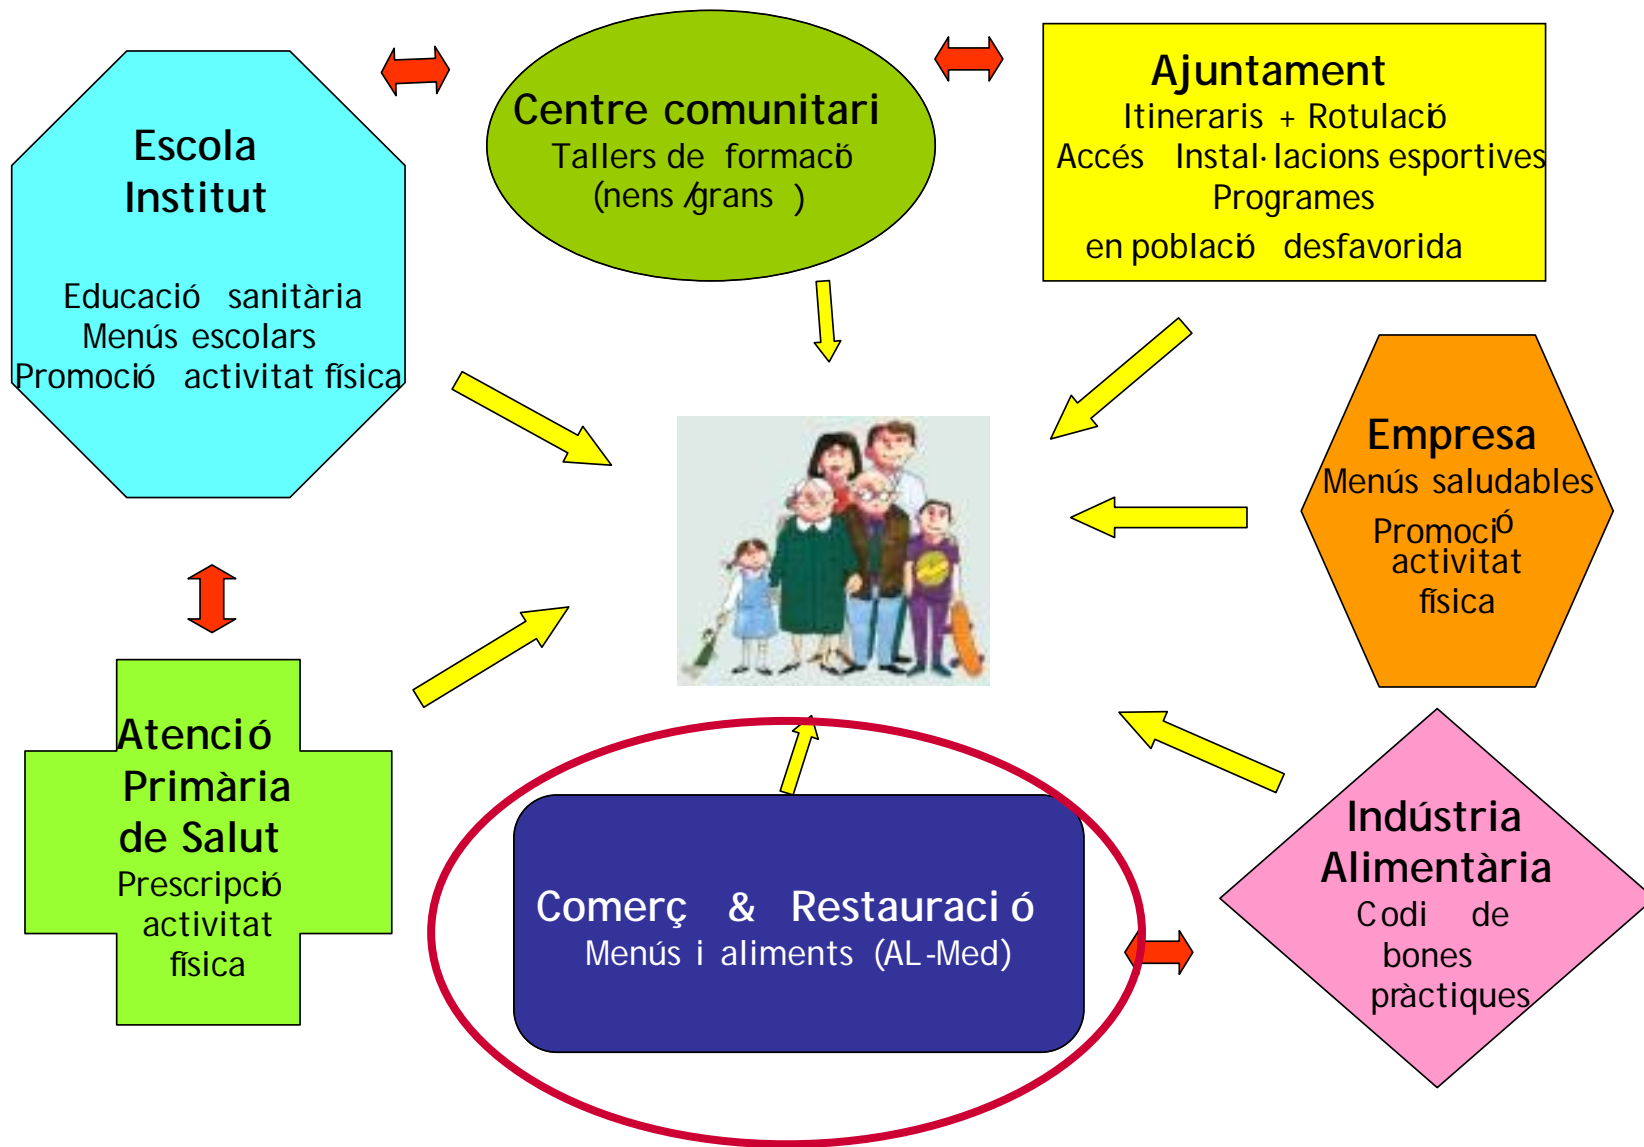 Escola
Institut
Educació sanitària
Menús escolars
Promoció activitat física
Centre comunitari
Tallers de formació
(nens /grans )
Ajuntament
Itineraris + Rotulació
Accés Instal·lacions esportives
Programes
en població desfavorida
Empresa
Menús saludables
Promoció
activitat
física
Atenció
Primària
de Salut
Prescripció
activitat
física
Comerç & Restauració
Menús i aliments (AL-Med)
Indústria
Alimentària
Codi de
bones
pràctiques